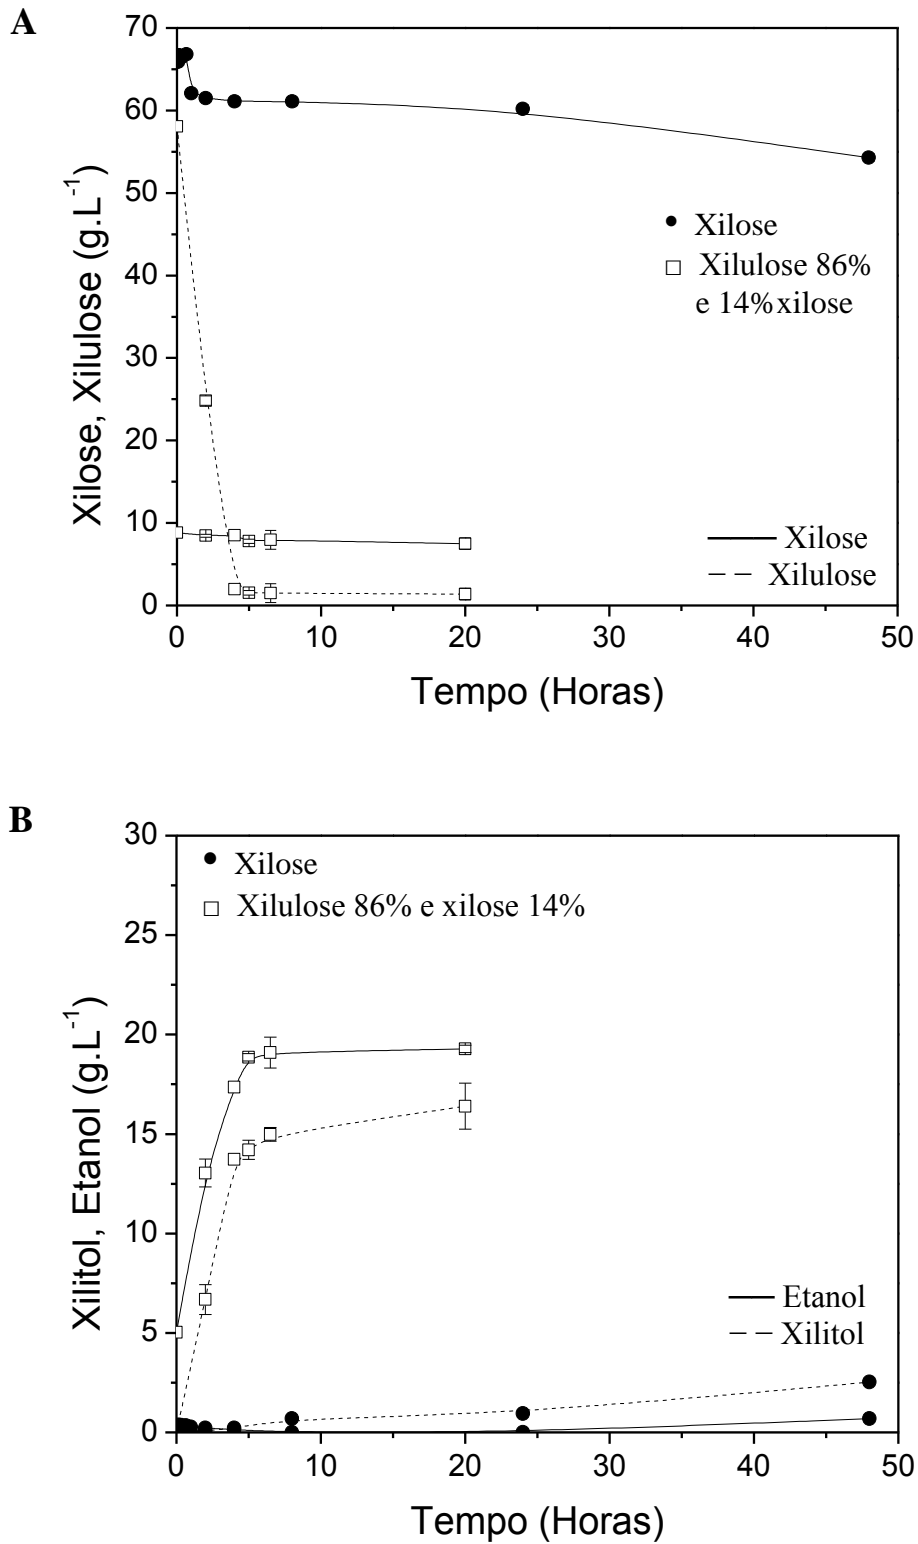 A
70
60
50
40
30
20
10
0
Xilose, Xilulose (g.L⁻¹)
Xilose
Xilulose 86%
e 14%xilose
Xilose
Xilulose
0 10 20 30 40 50
Tempo (Horas)
B
30
25
20
15
10
5
0
Xilitol, Etanol (g.L⁻¹)
Xilose
Xilulose 86% e xilose 14%
Etanol
Xilitol
0 10 20 30 40 50
Tempo (Horas)